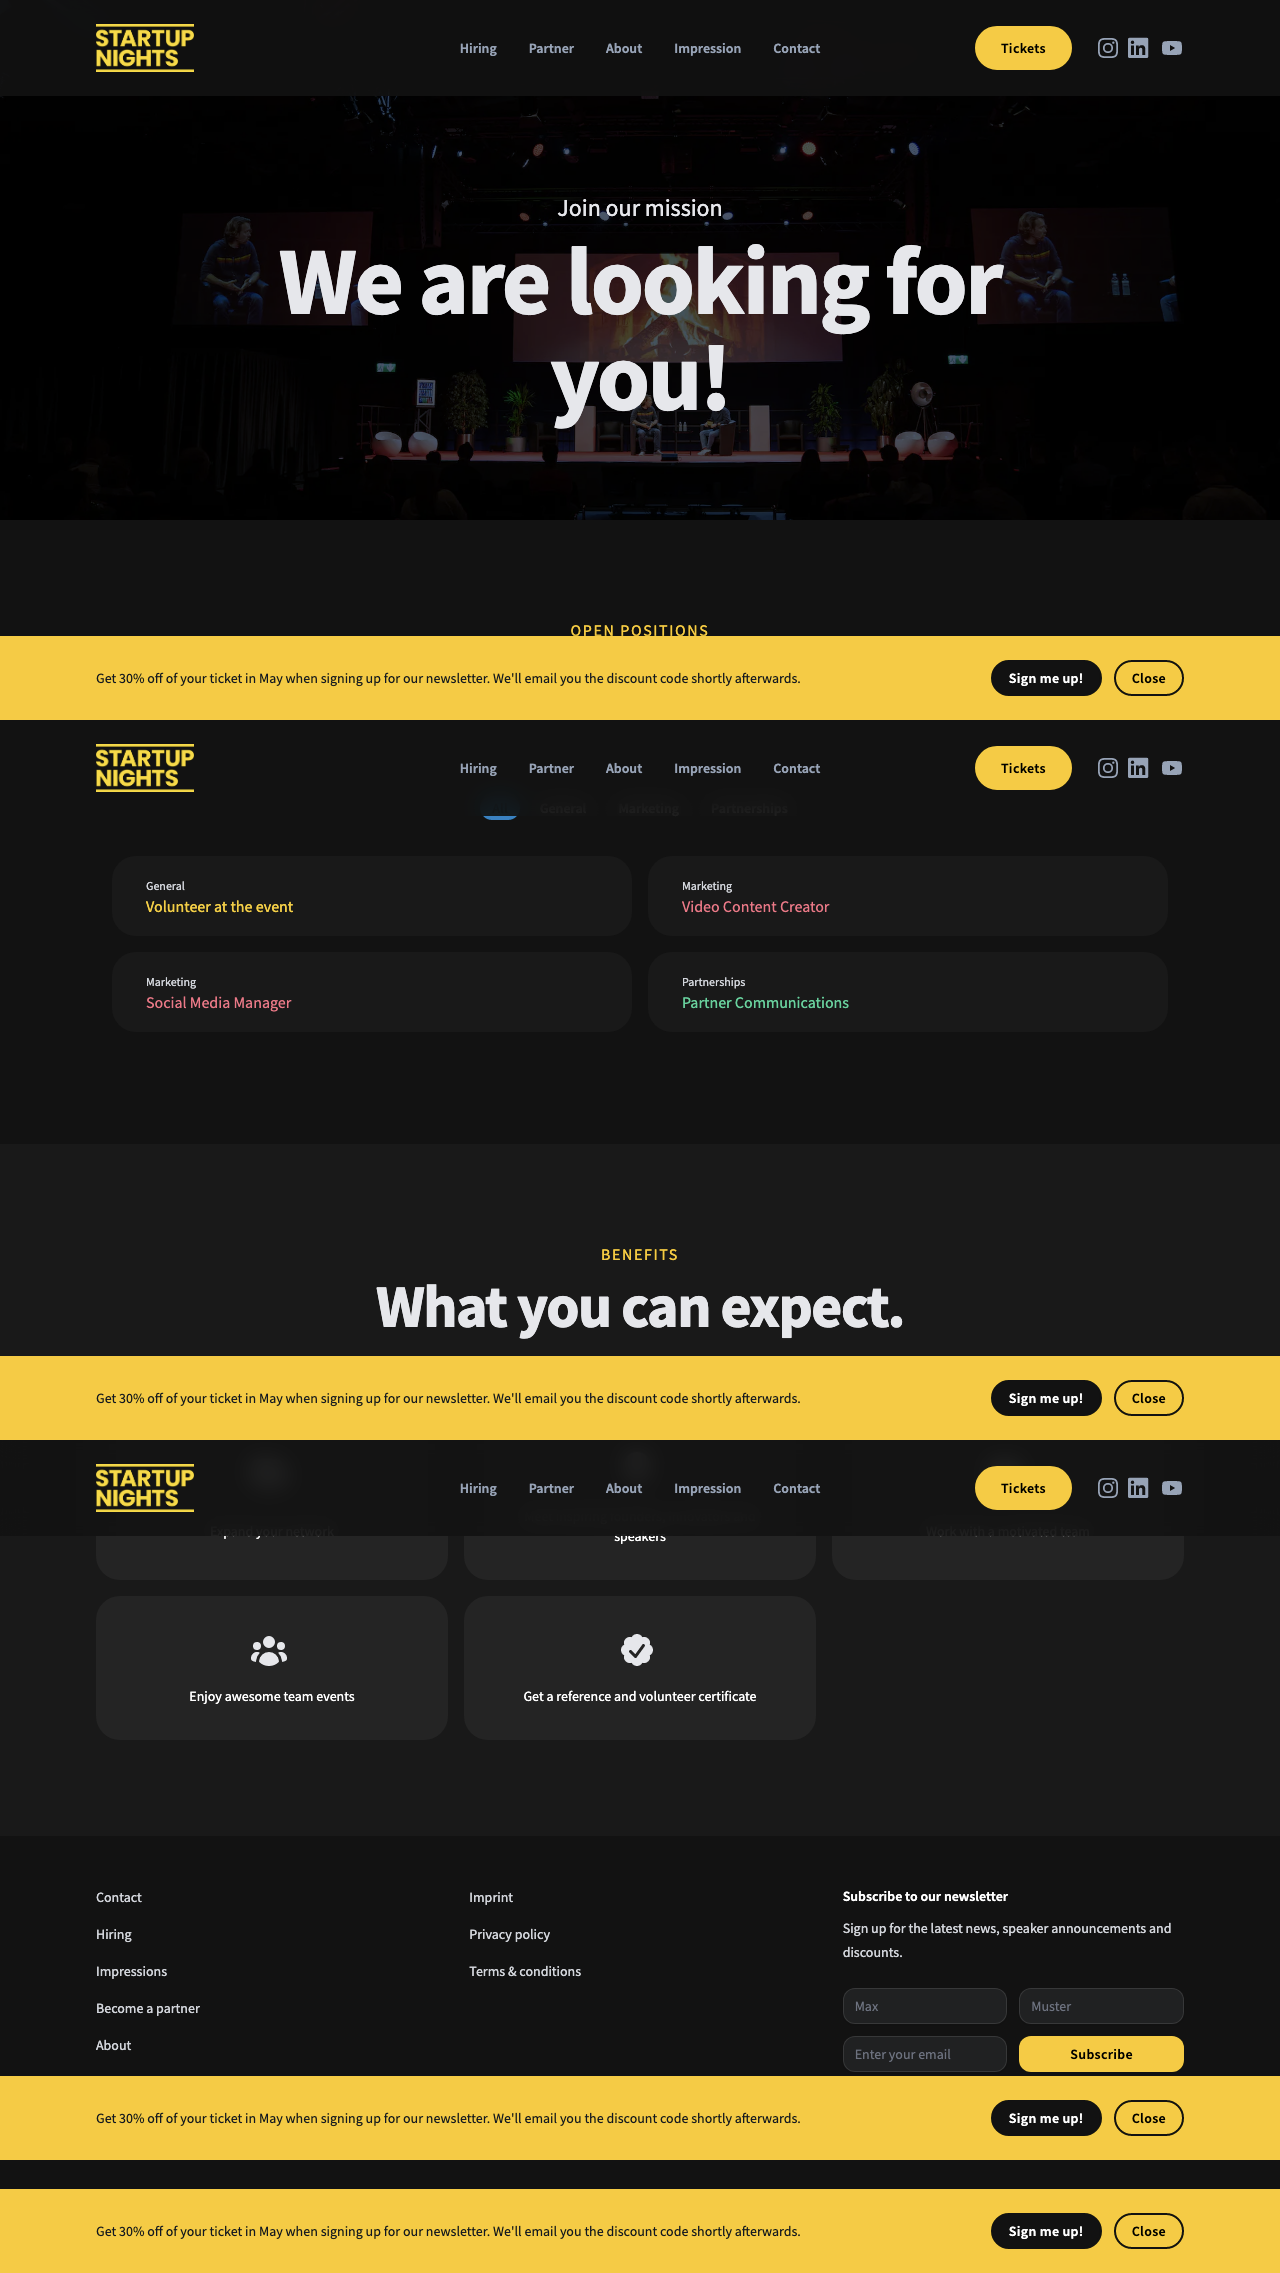 STARTUP
NIGHTS
Hiring Partner About Impression Contact
Tickets
Join our mission
We are looking for
you!
OPEN POSITIONS
Get 30% off of your ticket in May when signing up for our newsletter. We'll email you the discount code shortly afterwards.
Sign me up! Close
STARTUP
NIGHTS
Hiring Partner About Impression Contact
Tickets
General Marketing Partnerships
General
Volunteer at the event
Marketing
Video Content Creator
Marketing
Social Media Manager
Partnerships
Partner Communications
BENEFITS
What you can expect.
Get 30% off of your ticket in May when signing up for our newsletter. We'll email you the discount code shortly afterwards.
Sign me up! Close
STARTUP
NIGHTS
Hiring Partner About Impression Contact
Tickets
Expand your network
speakers
Work with a motivated team
Enjoy awesome team events
Get a reference and volunteer certificate
Contact
Hiring
Impressions
Become a partner
About
Imprint
Privacy policy
Terms & conditions
Subscribe to our newsletter
Sign up for the latest news, speaker announcements and
discounts.
Max Muster
Enter your email Subscribe
Get 30% off of your ticket in May when signing up for our newsletter. We'll email you the discount code shortly afterwards.
Sign me up! Close
Get 30% off of your ticket in May when signing up for our newsletter. We'll email you the discount code shortly afterwards.
Sign me up! Close